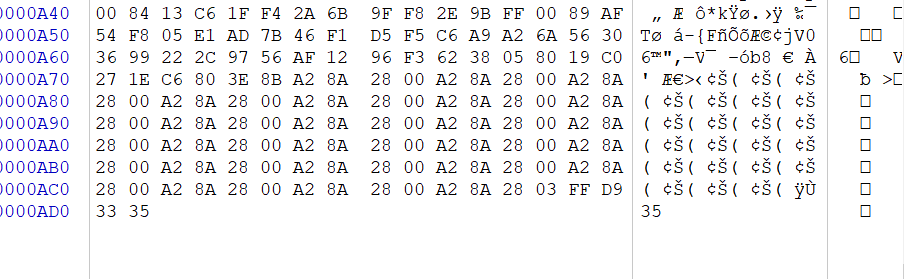 0000A40 00 84 13 C6 1F F4 2A 6B 9F F8 2E 9B FF 00 89 AF „ Æ ô*kŸø.›ÿ ‰¯
0000A50 54 F8 05 E1 AD 7B 46 F1 D5 F5 C6 A9 A2 6A 56 30 Tø á-{FñÕõÆ©¢jV0
0000A60 36 99 22 2C 97 56 AF 12 96 F3 62 38 05 80 19 C0 6™",—V¯ –ób8 € À 6 V
0000A70 27 1E C6 80 3E 8B A2 8A 28 00 A2 8A 28 00 A2 8A ' Æ€>‹¢Š( ¢Š( ¢Š >
0000A80 28 00 A2 8A 28 00 A2 8A 28 00 A2 8A 28 00 A2 8A ( ¢Š( ¢Š( ¢Š( ¢Š
0000A90 28 00 A2 8A 28 00 A2 8A 28 00 A2 8A 28 00 A2 8A ( ¢Š( ¢Š( ¢Š( ¢Š
0000AA0 28 00 A2 8A 28 00 A2 8A 28 00 A2 8A 28 00 A2 8A ( ¢Š( ¢Š( ¢Š( ¢Š
0000AB0 28 00 A2 8A 28 00 A2 8A 28 00 A2 8A 28 00 A2 8A ( ¢Š( ¢Š( ¢Š( ¢Š
0000AC0 28 00 A2 8A 28 00 A2 8A 28 00 A2 8A 28 03 FF D9 ( ¢Š( ¢Š( ¢Š( ÿÙ
0000AD0 33 35 35